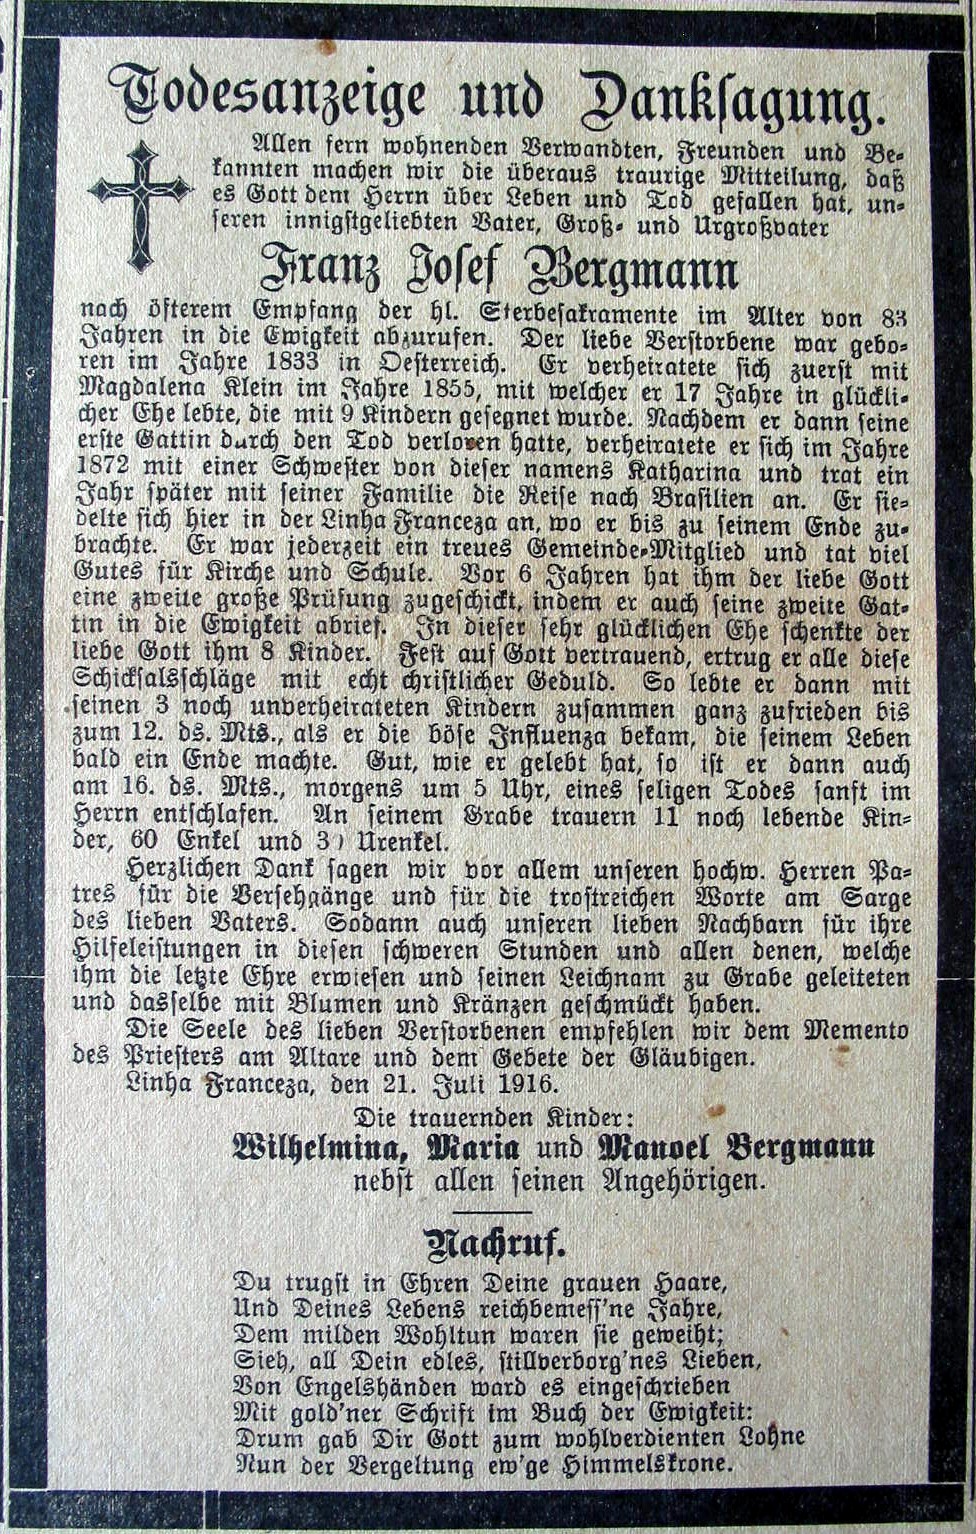 Todesanzeige und Dankſagung.
Allen fern wohnenden Verwandten, Freunden und Be-
kannten machen wir die überaus traurige Mitteilung, daß
es Gott dem Herrn über Leben und Tod gefallen hat, un-
ſeren innigſtgeliebten Vater, Groß- und Urgroßvater
Franz Joſef Bergmann
nach öfterem Empfang der hl. Sterbeſakramente im Alter von 83
Jahren in die Ewigkeit abzurufen. Der liebe Verſtorbene war gebo-
ren im Jahre 1833 in Oeſterreich. Er verheiratete ſich zuerſt mit
Magdalena Klein im Jahre 1855, mit welcher er 17 Jahre in glückli-
cher Ehe lebte, die mit 9 Kindern geſegnet wurde. Nachdem er dann ſeine
erſte Gattin durch den Tod verloren hatte, verheiratete er ſich im Jahre
1872 mit einer Schweſter von dieſer namens Katharina und trat ein
Jahr ſpäter mit ſeiner Familie die Reiſe nach Braſilien an. Er ſie-
delte ſich hier in der Linha Franceza an, wo er bis zu ſeinem Ende zu-
brachte. Er war jederzeit ein treues Gemeinde-Mitglied und tat viel
Gutes für Kirche und Schule. Vor 6 Jahren hat ihm der liebe Gott
eine zweite große Prüfung zugeſchickt, indem er auch ſeine zweite Gat-
tin in die Ewigkeit abrief. In dieſer ſehr glücklichen Ehe ſchenkte der
liebe Gott ihm 8 Kinder. Feſt auf Gott vertrauend, ertrug er alle dieſe
Schickſalsſchläge mit echt chriſtlicher Geduld. So lebte er dann mit
ſeinen 3 noch unverheirateten Kindern zuſammen ganz zufrieden bis
zum 12. ds. Mts., als er die böſe Influenza bekam, die ſeinem Leben
bald ein Ende machte. Gut, wie er gelebt hat, ſo iſt er dann auch
am 16. ds. Mts., morgens um 5 Uhr, eines ſeligen Todes ſanft im
Herrn entſchlafen. An ſeinem Grabe trauern 11 noch lebende Kin-
der, 60 Enkel und Urenkel.
Herzlichen Dank ſagen wir vor allem unſeren hochw. Herren Pa-
tres für die Verſehgänge und für die troſtreichen Worte am Sarge
des lieben Vaters. Sodann auch unſeren lieben Nachbarn für ihre
Hilfeleiſtungen in dieſen ſchweren Stunden und allen denen, welche
ihm die letzte Ehre erwieſen und ſeinen Leichnam zu Grabe geleiteten
und dasſelbe mit Blumen und Kränzen geſchmückt haben.
Die Seele des lieben Verſtorbenen empfehlen wir dem Memento
des Prieſters am Altare und dem Gebete der Gläubigen.
Linha Franceza, den 21. Juli 1916.
Die trauernden Kinder:
Wilhelmina, Maria und Manoel Bergmann
nebſt allen ſeinen Angehörigen.
Nachruf.
Du trugſt in Ehren Deine grauen Haare,
Und Deines Lebens reichbemeſſ'ne Jahre,
Dem milden Wohltun waren ſie geweiht;
Sieh, all Dein edles, ſtillverborg'nes Lieben,
Von Engelshänden ward es eingeſchrieben
Mit gold'ner Schrift im Buch der Ewigkeit:
Drum gab Dir Gott zum wohlverdienten Lohne
Nun der Vergeltung ew'ge Himmelskrone.